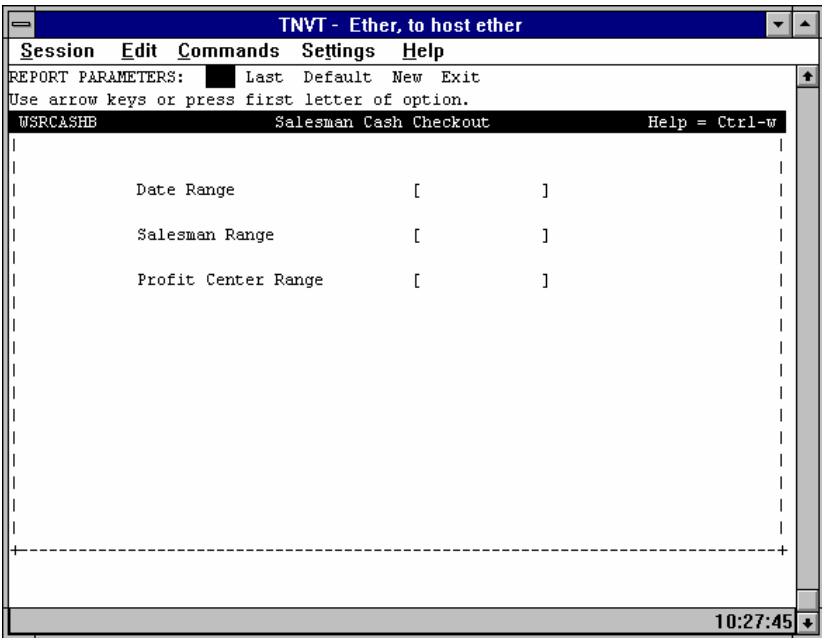 TNVT - Ether, to host ether
Session Edit Commands Settings Help
REPORT PARAMETERS: Last Default New Exit
Use arrow keys or press first letter of option.
WSRCASHB Salesman Cash Checkout Help = Ctrl-w
Date Range [ ]
Salesman Range [ ]
Profit Center Range [ ]
10:27:45